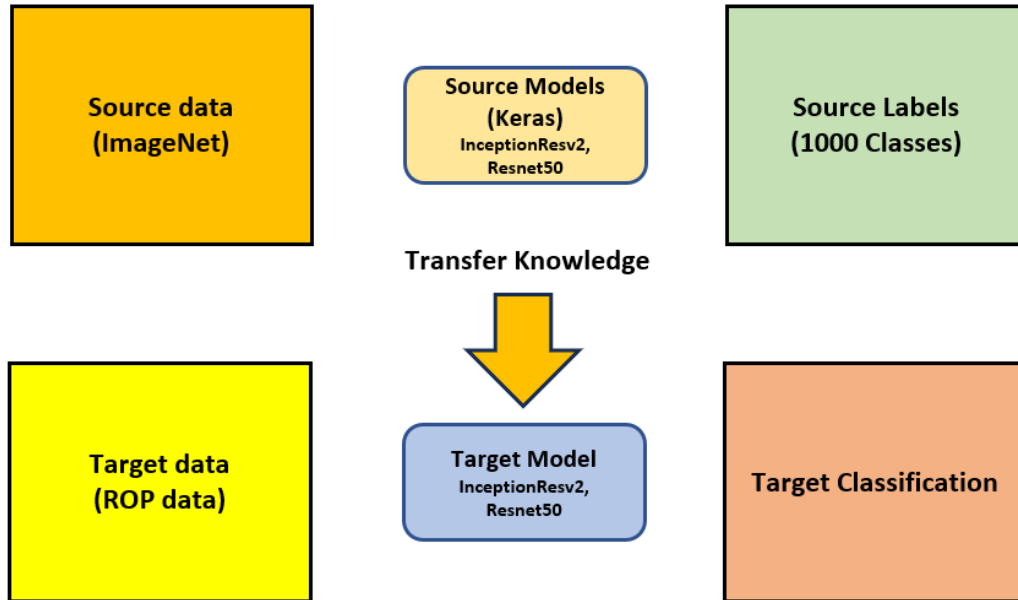 Source data
(ImageNet)
Source Models
(Keras)
InceptionResv2,
Resnet50
Source Labels
(1000 Classes)
Transfer Knowledge
Target data
(ROP data)
Target Model
InceptionResv2,
Resnet50
Target Classification